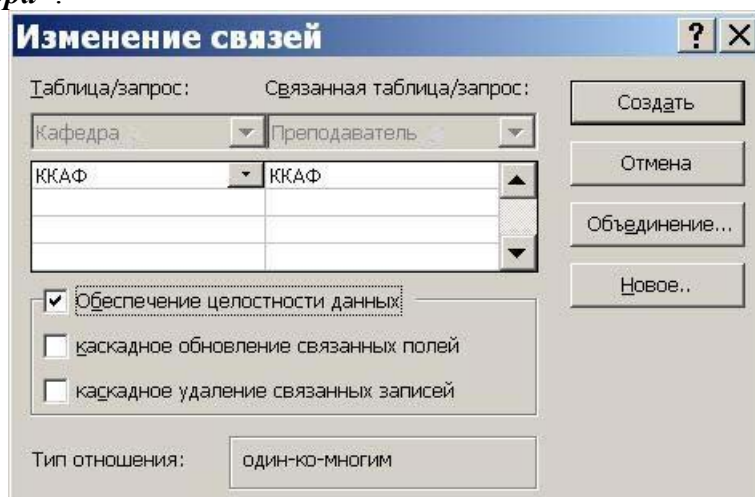 Изменение связей
Таблица/запрос: Связанная таблица/запрос:
Кафедра Преподаватель
ККАФ ККАФ
Обеспечение целостности данных
каскадное обновление связанных полей
каскадное удаление связанных записей
Тип отношения: один-ко-многим
Создать
Отмена
Объединение...
Новое..